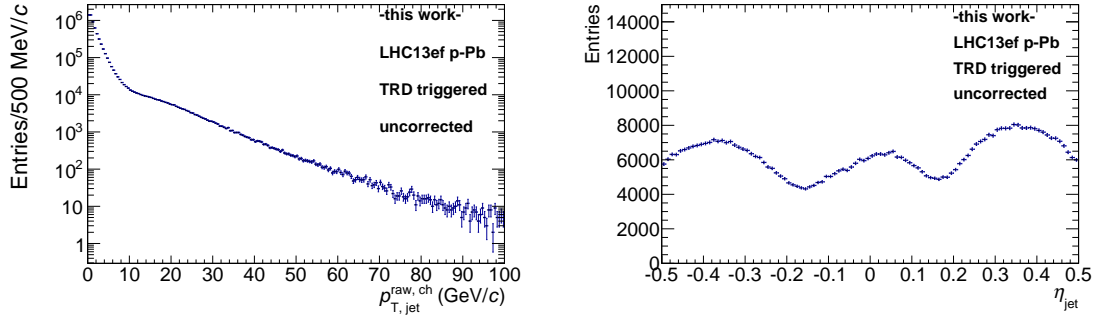 Entries/500 MeV/c
10⁶
10⁵
10⁴
10³
10²
10
1
-this work-
LHC13ef p-Pb
TRD triggered
uncorrected
0 10 20 30 40 50 60 70 80 90 100
p_{T, jet}^{raw, ch} (GeV/c)
Entries
14000
12000
10000
8000
6000
4000
2000
0
-this work-
LHC13ef p-Pb
TRD triggered
uncorrected
-0.5 -0.4 -0.3 -0.2 -0.1 0 0.1 0.2 0.3 0.4 0.5
η_{jet}